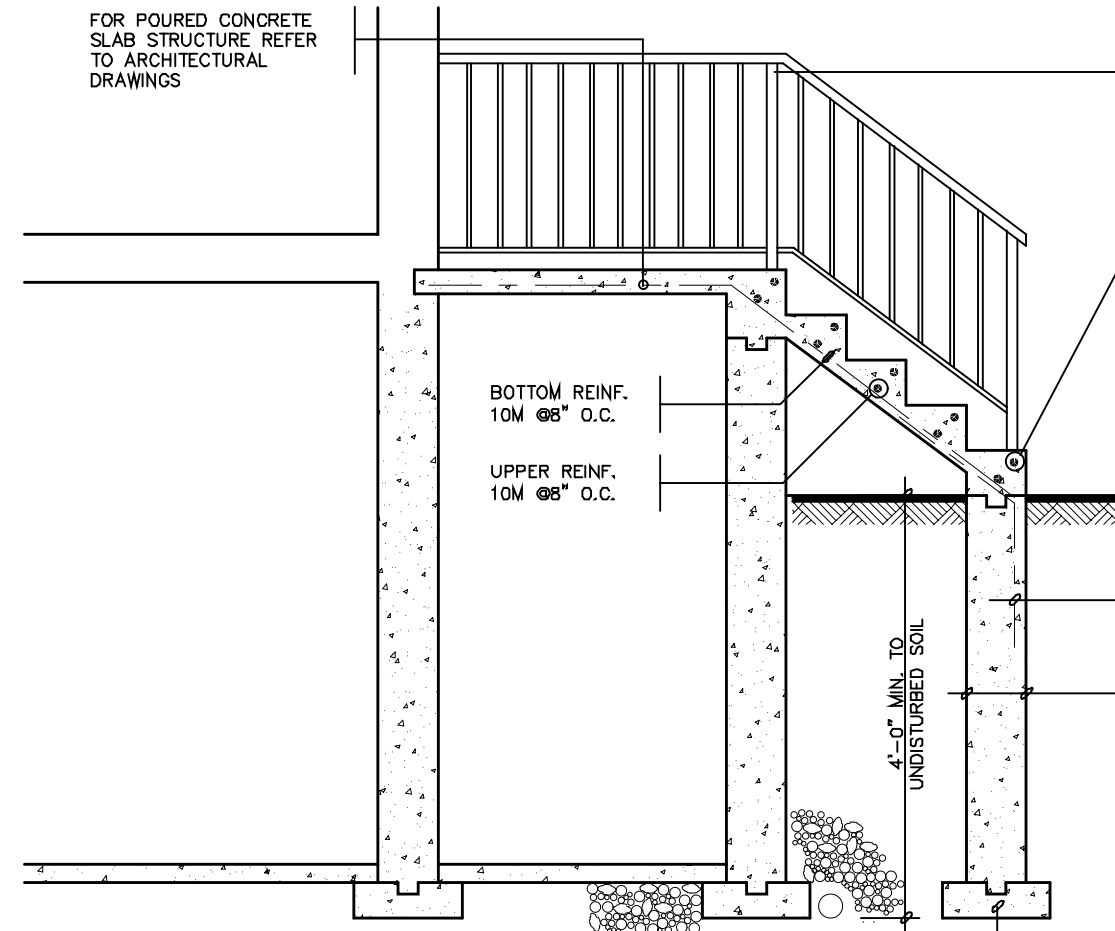 FOR POURED CONCRETE
SLAB STRUCTURE REFER
TO ARCHITECTURAL
DRAWINGS
BOTTOM REINF.
10M @8" O.C.
UPPER REINF.
10M @8" O.C.
4'-0" MIN. TO
UNDISTURBED SOIL